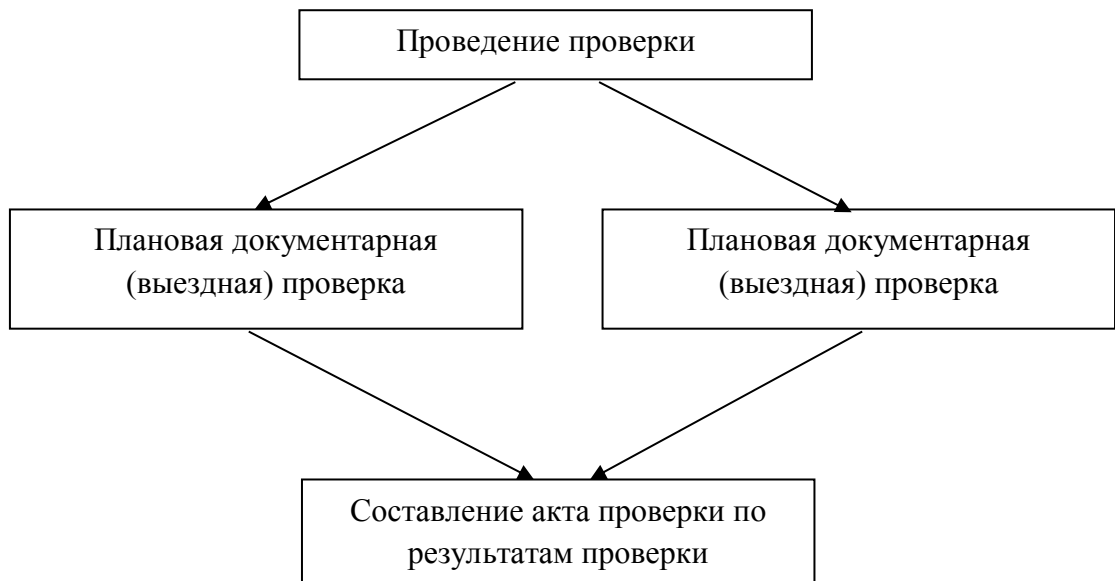 Проведение проверки
Плановая документарная
(выездная) проверка
Плановая документарная
(выездная) проверка
Составление акта проверки по
результатам проверки